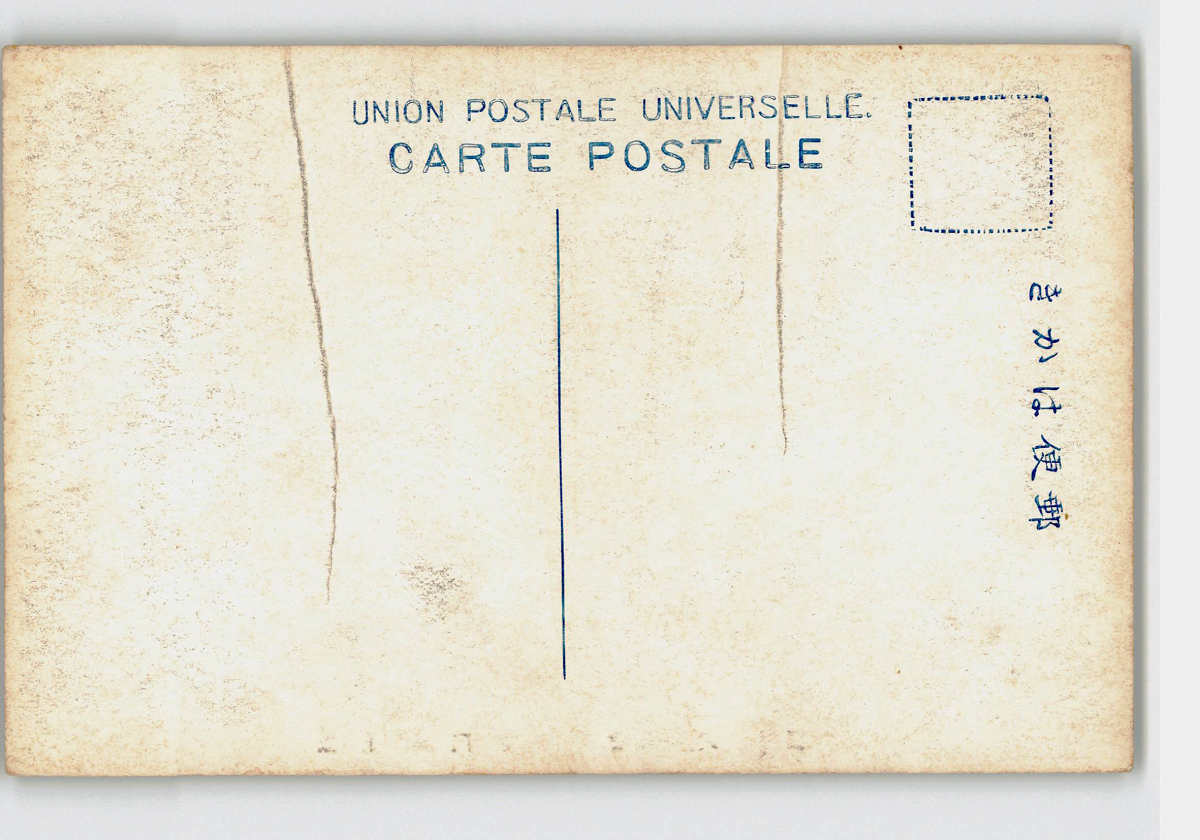 UNION POSTALE UNIVERSELLE.
CARTE POSTALE
きかは便郵